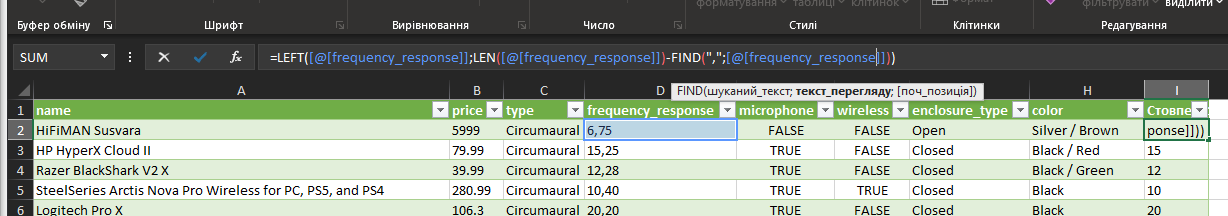 форматування таблиці клітинок фільтрувати виділити
Буфер обміну Шрифт Вирівнювання Число Стилі Клітинки Редагування
SUM fx =LEFT([@[frequency_response]];LEN([@[frequency_response]])-FIND(",";[@[frequency_response]]))
FIND(шуканий_текст; текст_перегляду; [поч_позиція])
A B C D E F G H I
1 name price type frequency_response microphone wireless enclosure_type color Стовпе
2 HiFiMAN Susvara 5999 Circumaural 6,75 FALSE FALSE Open Silver / Brown ponse]]))
3 HP HyperX Cloud II 79.99 Circumaural 15,25 TRUE FALSE Closed Black / Red 15
4 Razer BlackShark V2 X 39.99 Circumaural 12,28 TRUE FALSE Closed Black / Green 12
5 SteelSeries Arctis Nova Pro Wireless for PC, PS5, and PS4 280.99 Circumaural 10,40 TRUE TRUE Closed Black 10
6 Logitech Pro X 106.3 Circumaural 20,20 TRUE FALSE Closed Black 20